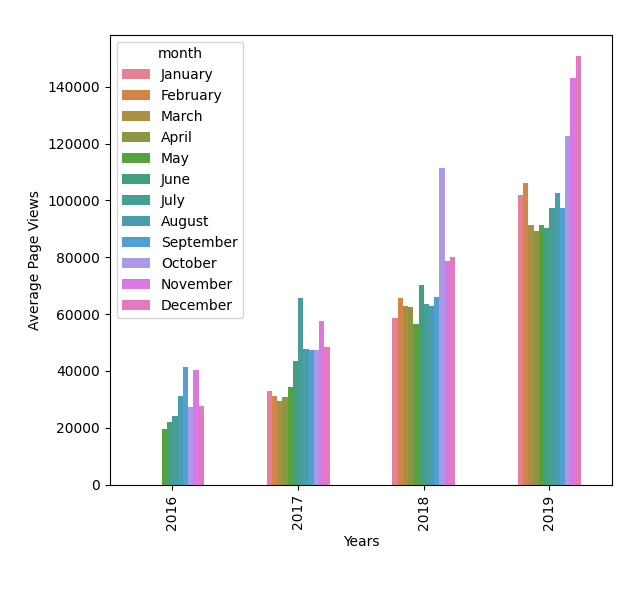 month
January
February
March
April
May
June
July
August
September
October
November
December
140000
120000
100000
80000
60000
40000
20000
0
Average Page Views
2016
2017
2018
2019
Years